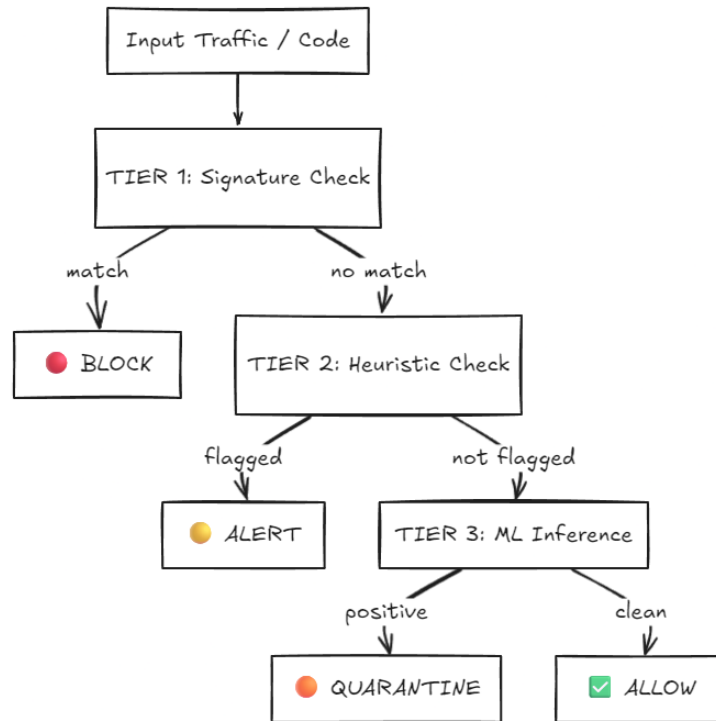 Input Traffic / Code
TIER 1: Signature Check
match
no match
BLOCK
TIER 2: Heuristic Check
flagged
not flagged
ALERT
TIER 3: ML Inference
positive
clean
QUARANTINE
ALLOW